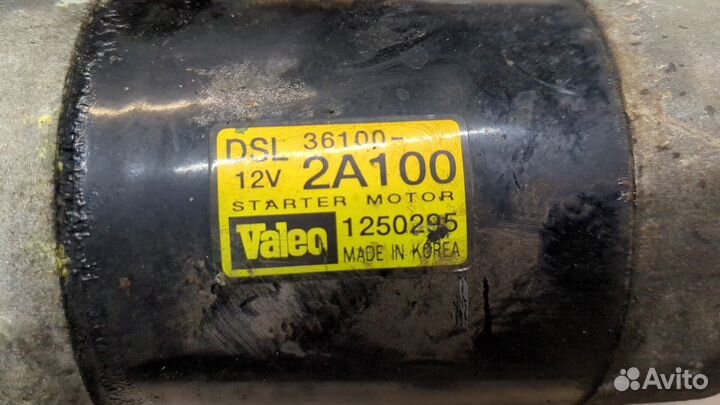 DSL 36100-
12V 2A100
STARTER MOTOR
Valeo 1250295
MADE IN KOREA
Avito